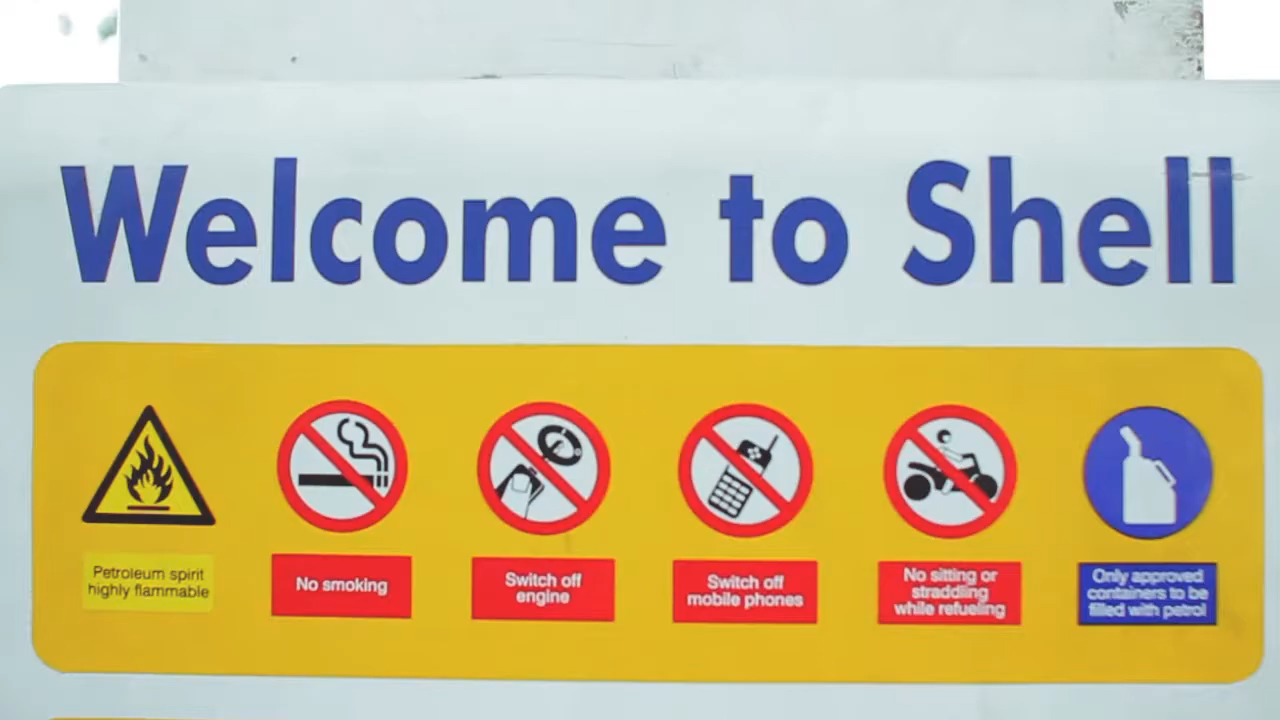 Welcome to Shell
Petroleum spirit
highly flammable
No smoking
Switch off
engine
Switch off
mobile phones
No sitting or
straddling
while refueling
Only approved
containers to be
filled with petrol